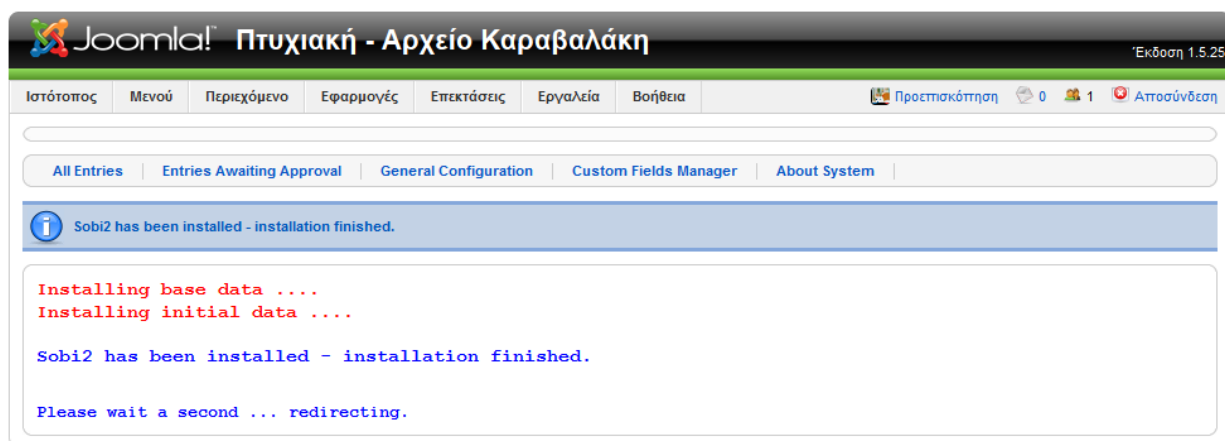 Joomla!™ Πτυχιακή - Αρχείο Καραβαλάκη
Έκδοση 1.5.25
Ιστότοπος Μενού Περιεχόμενο Εφαρμογές Επεκτάσεις Εργαλεία Βοήθεια Προεπισκόπηση 0 1 Αποσύνδεση
All Entries Entries Awaiting Approval General Configuration Custom Fields Manager About System
Sobi2 has been installed - installation finished.
Installing base data ....
Installing initial data ....
Sobi2 has been installed - installation finished.
Please wait a second ... redirecting.